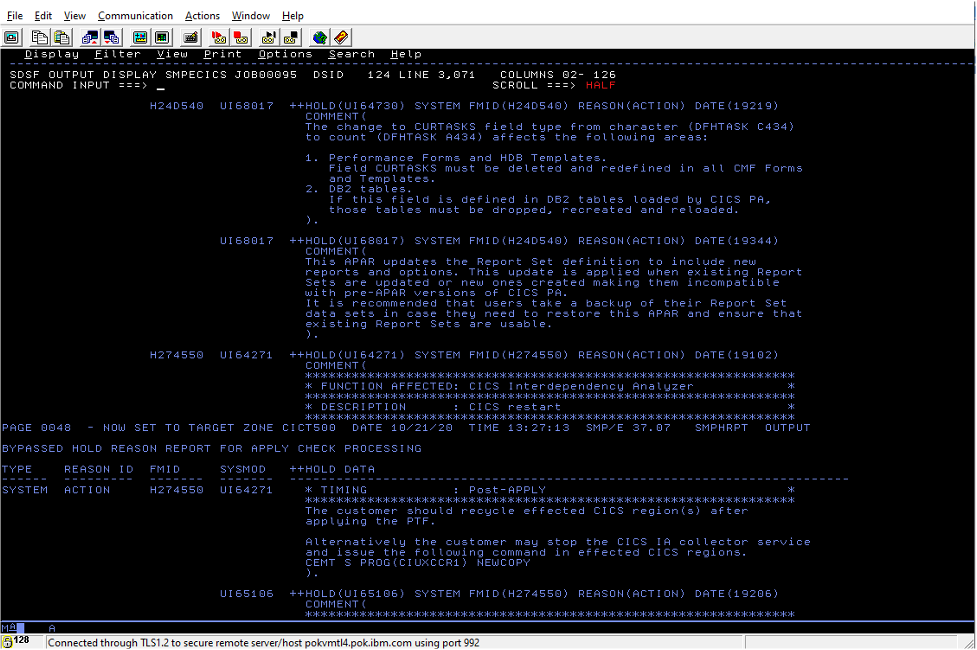 File Edit View Communication Actions Window Help
Display Filter View Print Options Search Help
SDSF OUTPUT DISPLAY SMPECICS JOB00095 DSID 124 LINE 3,071 COLUMNS 02- 126
COMMAND INPUT ===> _ SCROLL ===> HALF
H24D540 UI68017 ++HOLD(UI64730) SYSTEM FMID(H24D540) REASON(ACTION) DATE(19219)
COMMENT(
The change to CURTASKS field type from character (DFHTASK C434)
to count (DFHTASK A434) affects the following areas:
1. Performance Forms and HDB Templates.
Field CURTASKS must be deleted and redefined in all CMF Forms
and Templates.
2. DB2 tables.
If this field is defined in DB2 tables loaded by CICS PA,
those tables must be dropped, recreated and reloaded.
).
UI68017 ++HOLD(UI68017) SYSTEM FMID(H24D540) REASON(ACTION) DATE(19344)
COMMENT(
This APAR updates the Report Set definition to include new
reports and options. This update is applied when existing Report
Sets are updated or new ones created making them incompatible
with pre-APAR versions of CICS PA.
It is recommended that users take a backup of their Report Set
data sets in case they need to restore this APAR and ensure that
existing Report Sets are usable.
).
H274550 UI64271 ++HOLD(UI64271) SYSTEM FMID(H274550) REASON(ACTION) DATE(19102)
COMMENT(
***************************************************************
* FUNCTION AFFECTED: CICS Interdependency Analyzer *
***************************************************************
* DESCRIPTION : CICS restart *
***************************************************************
PAGE 0048 - NOW SET TO TARGET ZONE CICT500 DATE 10/21/20 TIME 13:27:13 SMP/E 37.07 SMPHRPT OUTPUT
BYPASSED HOLD REASON REPORT FOR APPLY CHECK PROCESSING
TYPE REASON ID FMID SYSMOD ++HOLD DATA
SYSTEM ACTION H274550 UI64271 * TIMING : Post-APPLY *
***************************************************************
The customer should recycle effected CICS region(s) after
applying the PTF.
Alternatively the customer may stop the CICS IA collector service
and issue the following command in effected CICS regions.
CEMT S PROG(CIUXCCR1) NEWCOPY
).
UI65106 ++HOLD(UI65106) SYSTEM FMID(H274550) REASON(ACTION) DATE(19206)
COMMENT(
***************************************************************
A
128 Connected through TLS1.2 to secure remote server/host pokvmtl4.pok.ibm.com using port 992